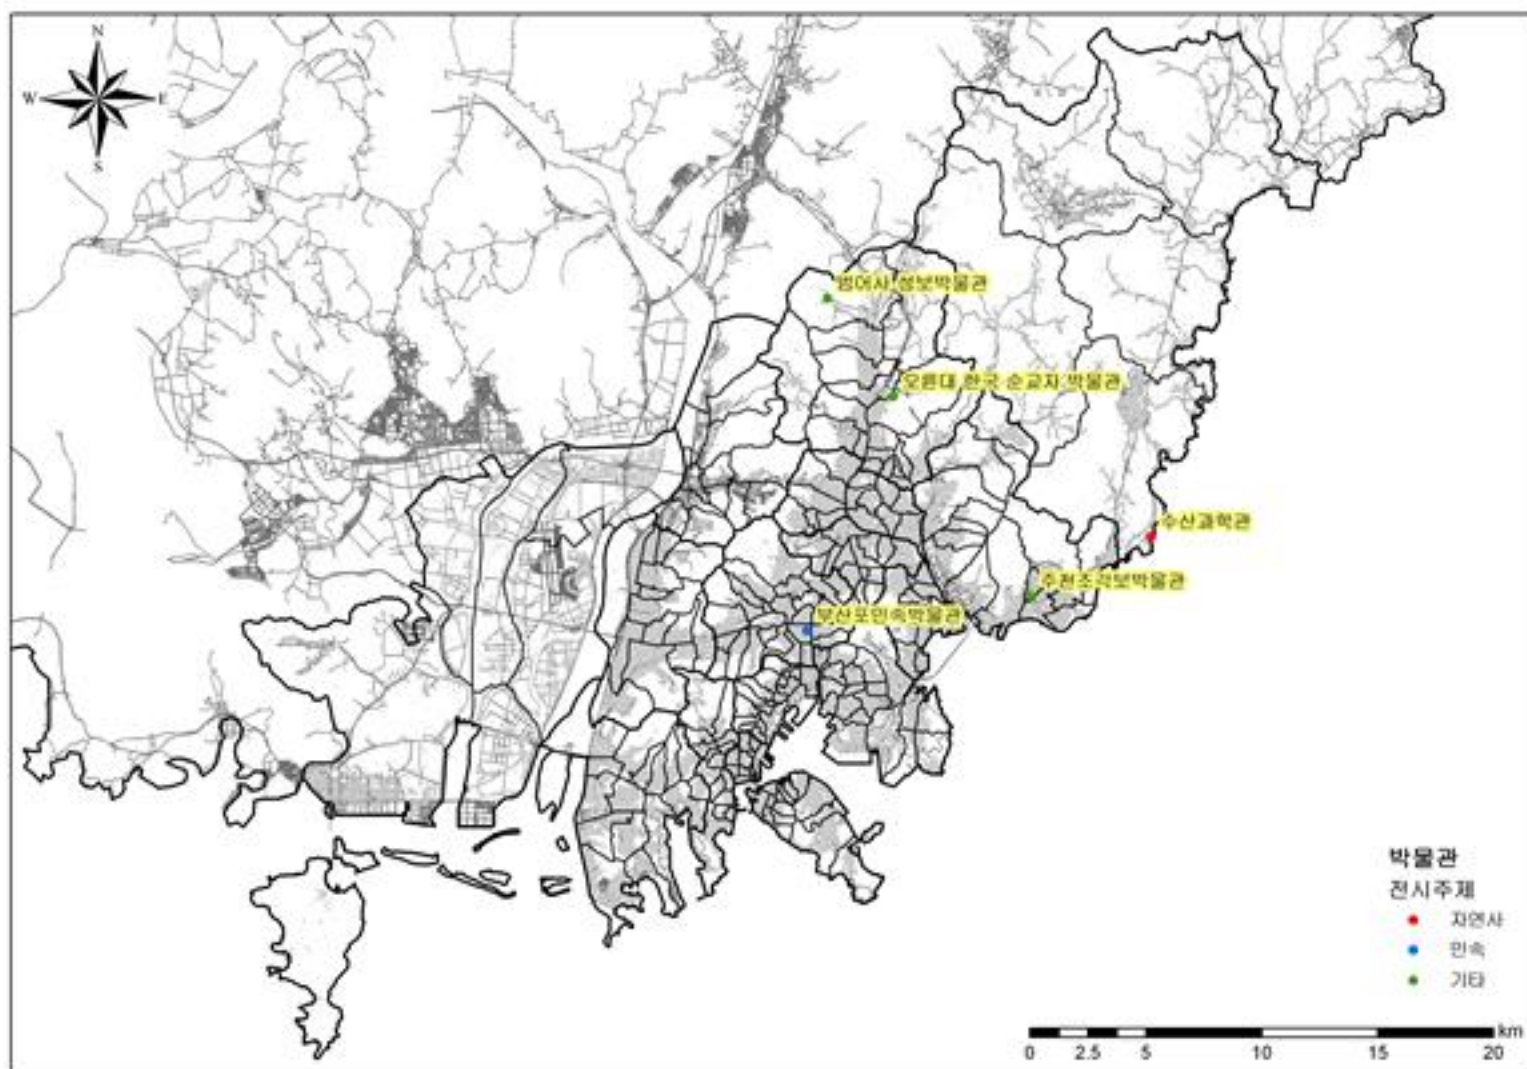 N
W E
S
범어사 성보박물관
오륜대 한국 순교자 박물관
수산과학관
주천조각보박물관
부산포민속박물관
박물관
전시주제
자연사
민속
기타
km
0 2.5 5 10 15 20